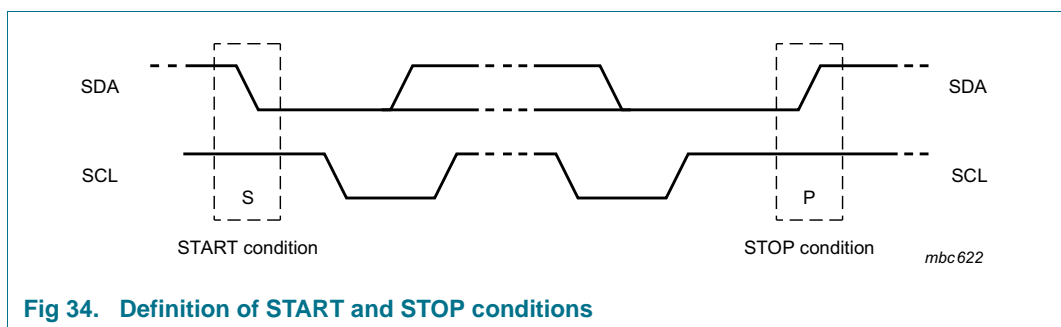 SDA SDA
SCL SCL
S P
START condition STOP condition
mbc622
Fig 34. Definition of START and STOP conditions